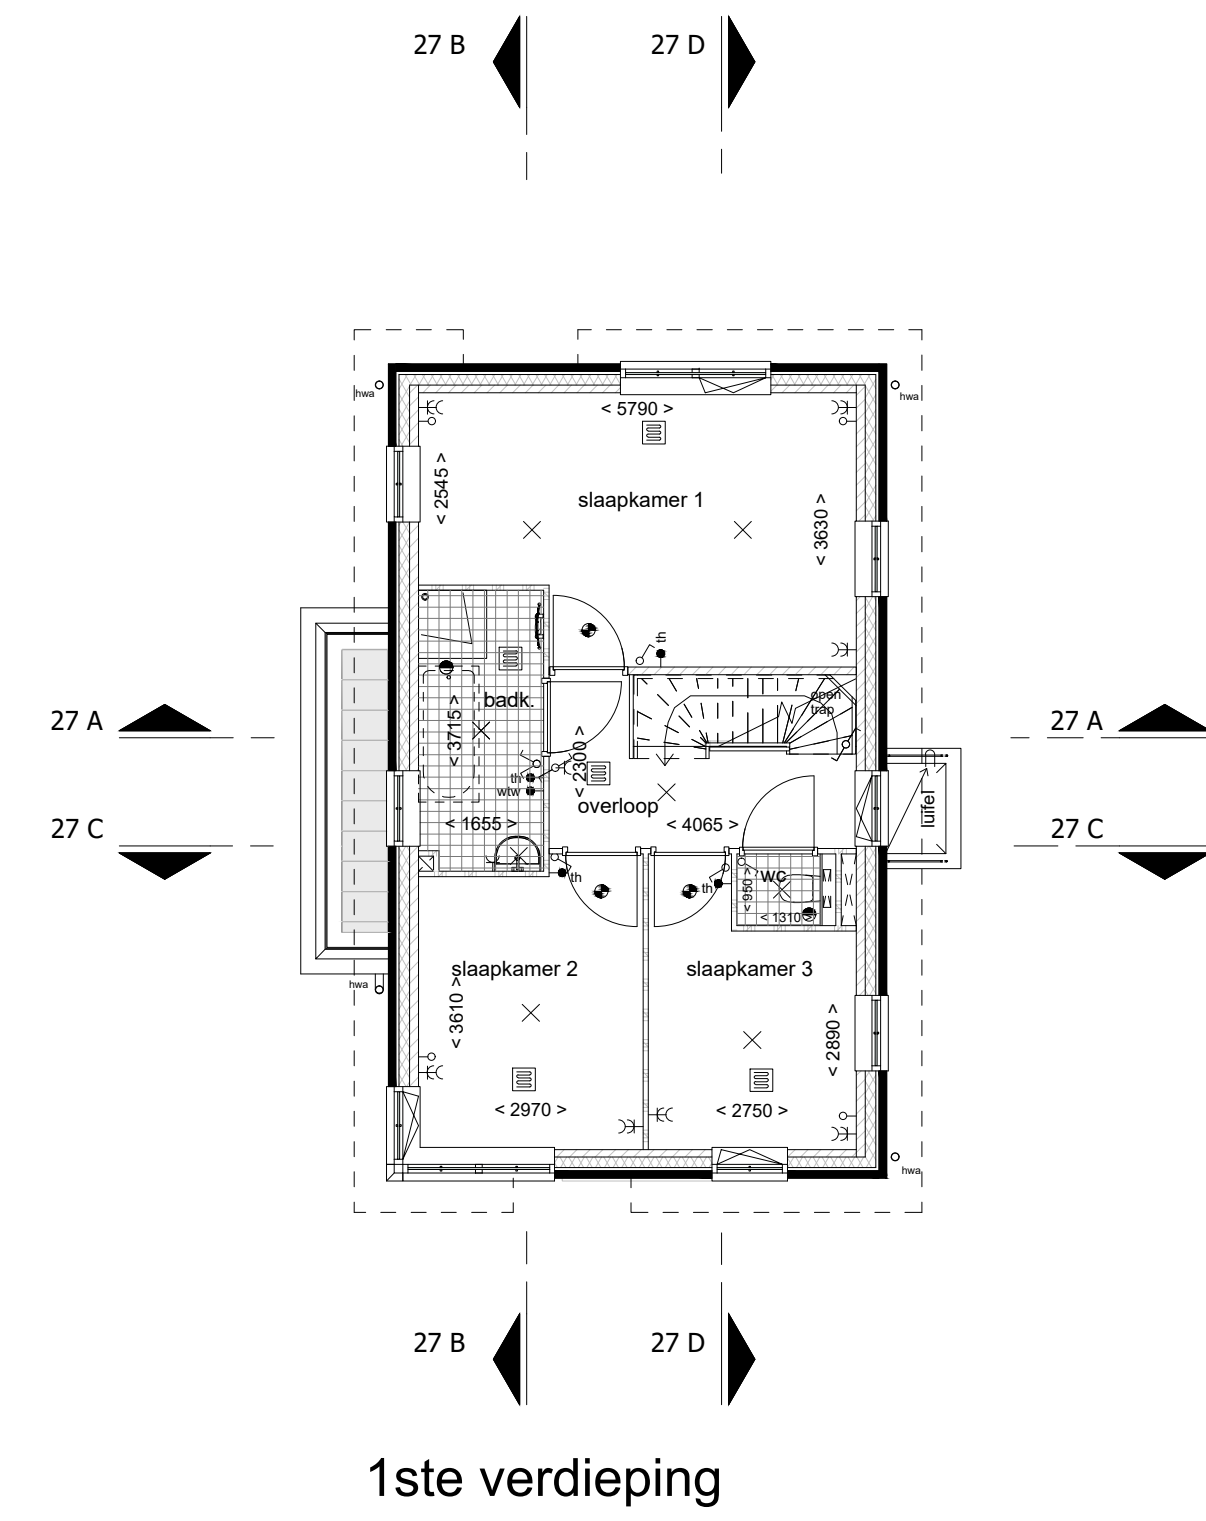 27 B
27 D
hwa
hwa
< 5790 >
< 2545 >
slaapkamer 1
< 3630 >
th
open
trap
badk.
27 A
27 A
< 3715 >
< 2300 >
th
wtw
overloop
luifel
27 C
< 1655 >
< 4065 >
27 C
th
th
wc
< 950 >
< 1310 >
slaapkamer 2
slaapkamer 3
hwa
< 3610 >
< 2890 >
< 2970 >
< 2750 >
hwa
27 B
27 D
1ste verdieping